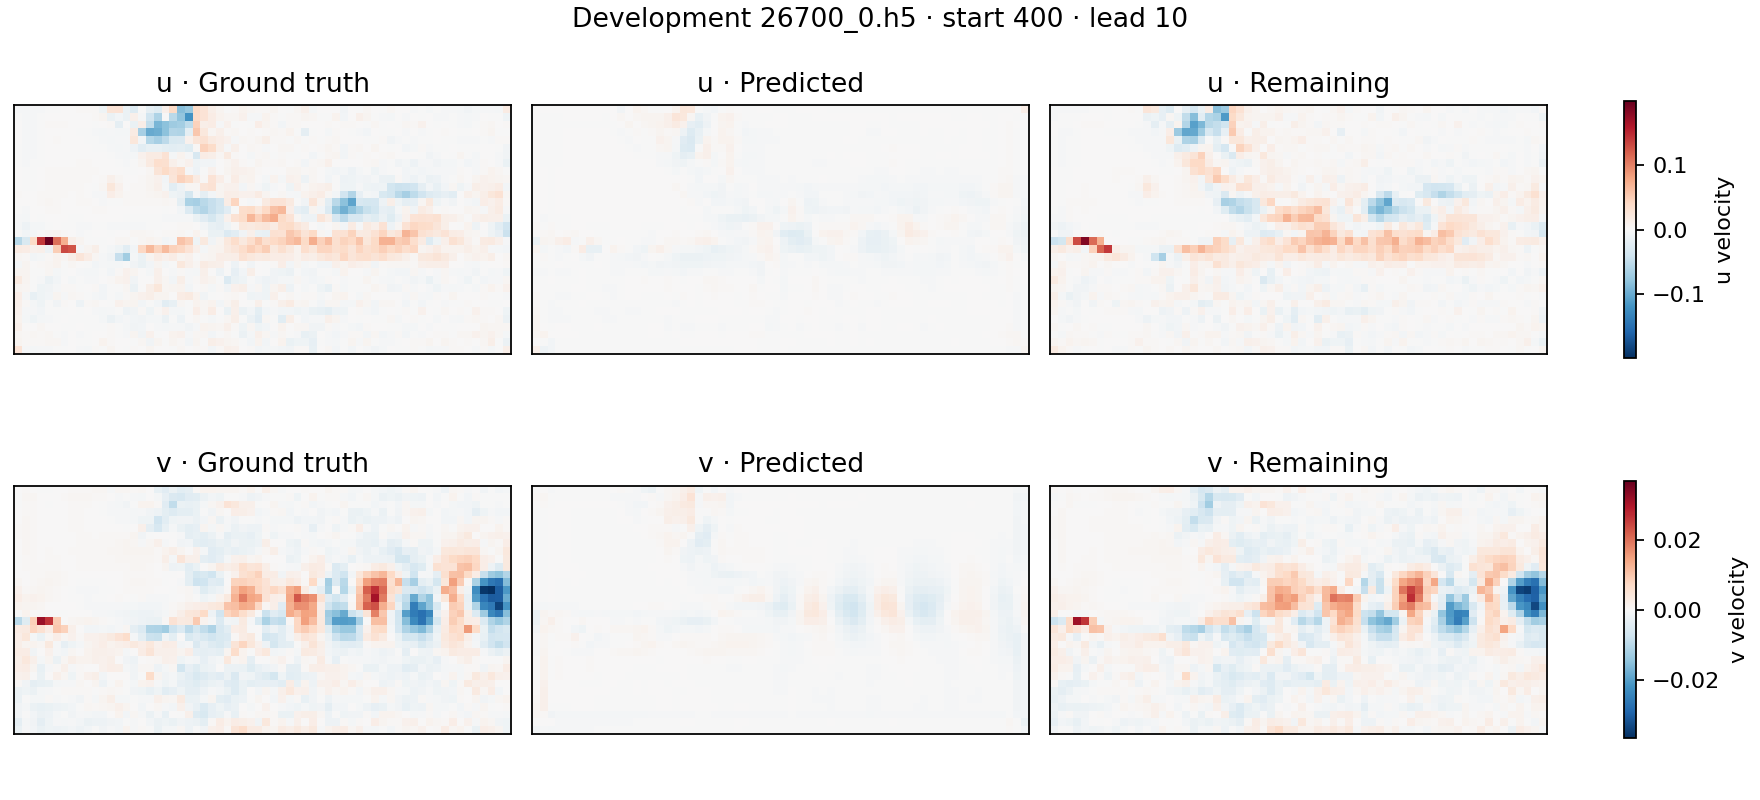 Development 26700_0.h5 · start 400 · lead 10
u · Ground truth
u · Predicted
u · Remaining
0.1
0.0
−0.1
u velocity
v · Ground truth
v · Predicted
v · Remaining
0.02
0.00
−0.02
v velocity